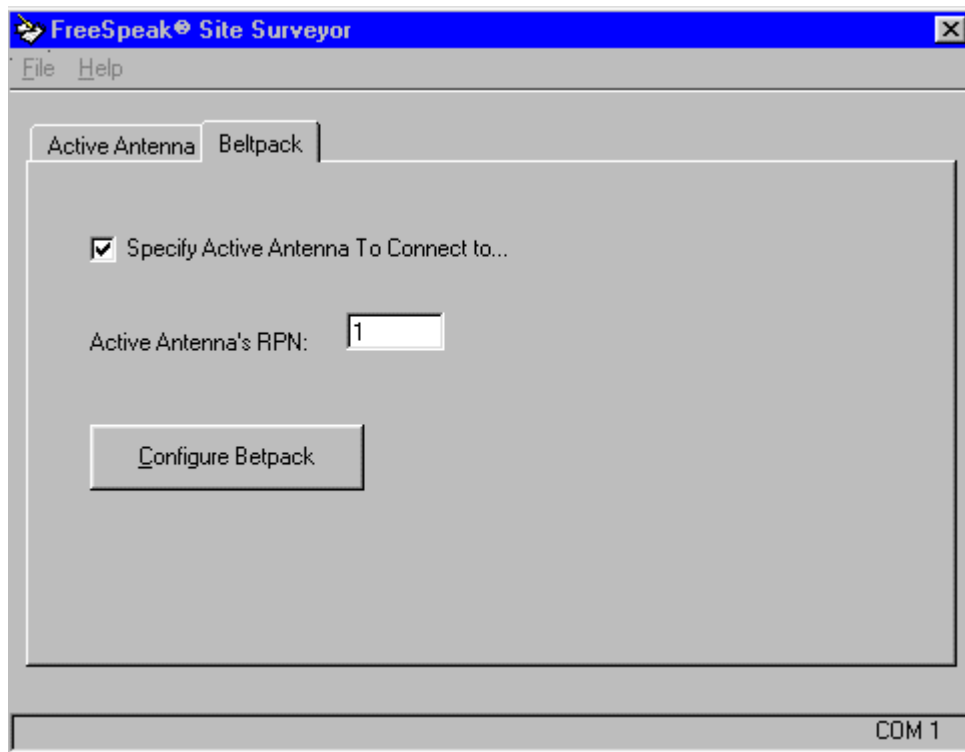 FreeSpeak® Site Surveyor
File Help
Active Antenna Beltpack
Specify Active Antenna To Connect to...
Active Antenna's RPN: 1
Configure Betpack
COM 1